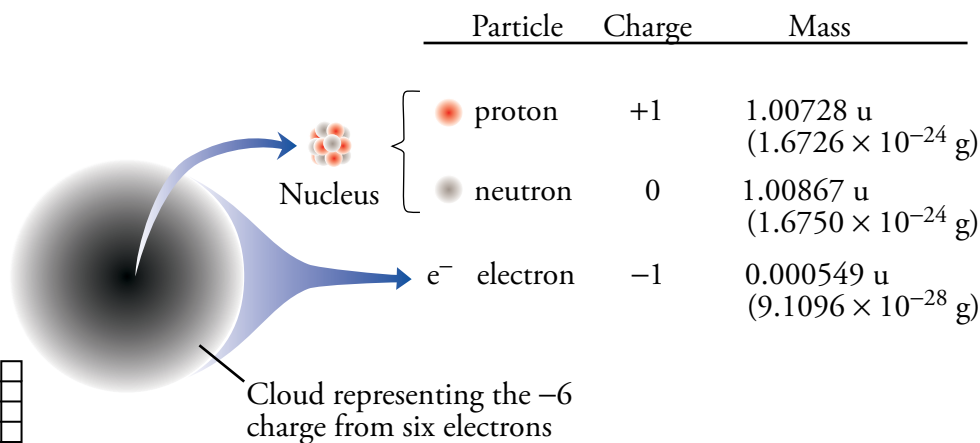 Particle Charge Mass
proton +1 1.00728 u
(1.6726 × 10⁻²⁴ g)
Nucleus
neutron 0 1.00867 u
(1.6750 × 10⁻²⁴ g)
e⁻ electron −1 0.000549 u
(9.1096 × 10⁻²⁸ g)
Cloud representing the −6
charge from six electrons